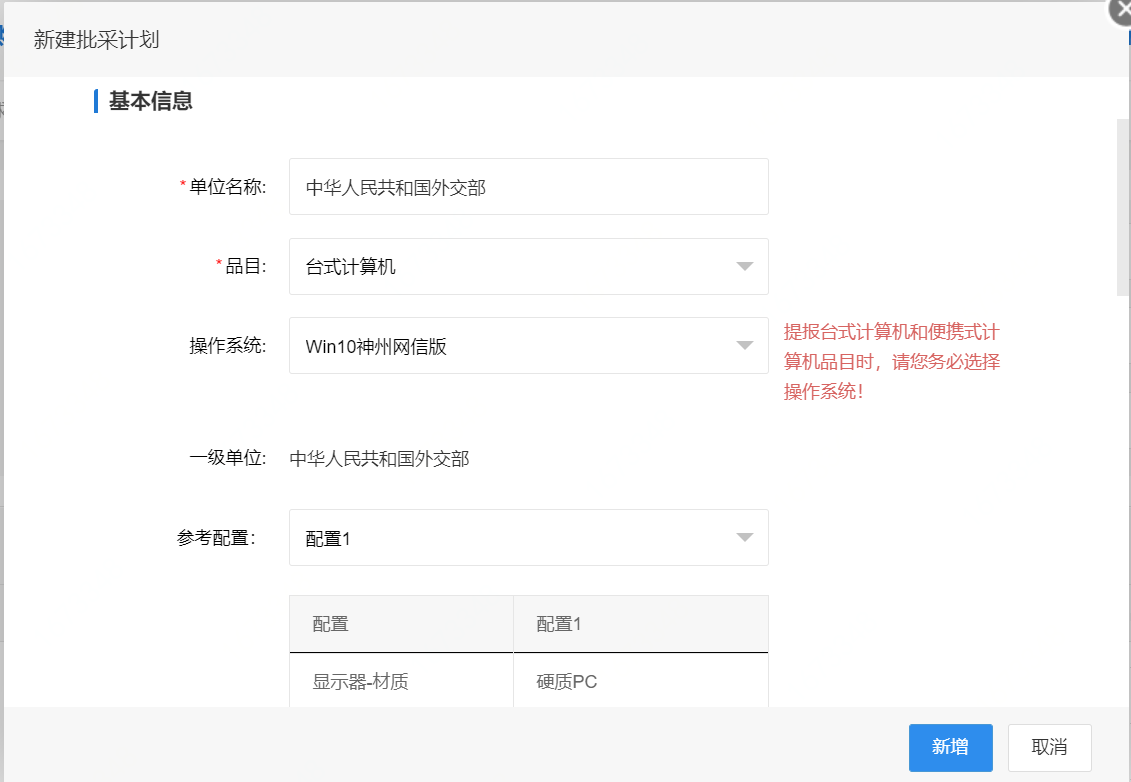 新建批采计划
基本信息
*单位名称: 中华人民共和国外交部
*品目: 台式计算机
操作系统: Win10神州网信版
提报台式计算机和便携式计
算机品目时，请您务必选择
操作系统！
一级单位: 中华人民共和国外交部
参考配置： 配置1
配置 配置1
显示器-材质 硬质PC
新增 取消